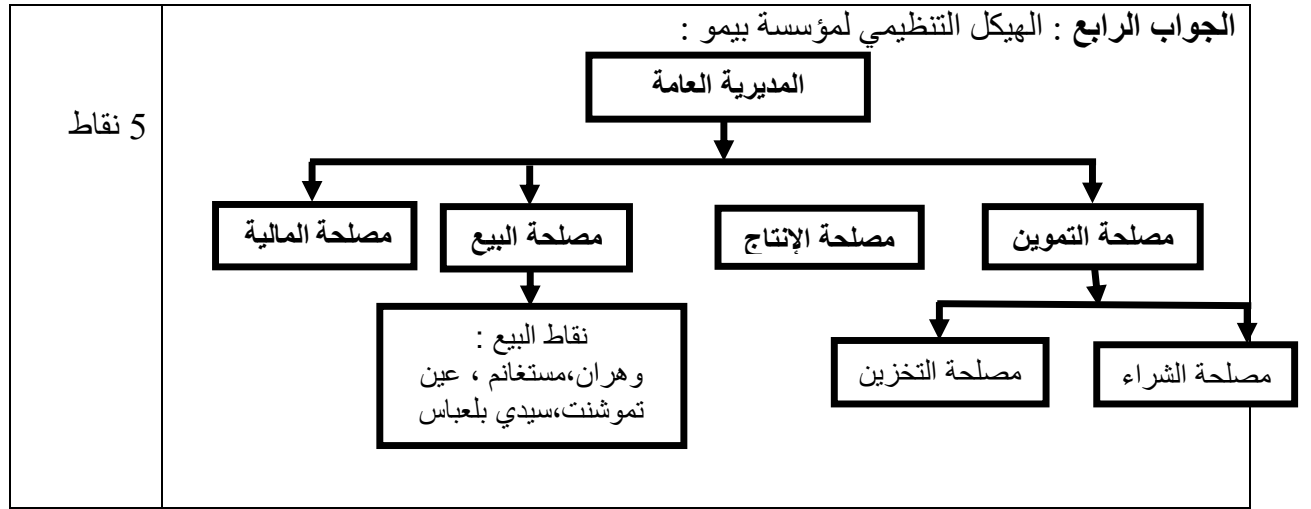 الجواب الرابع : الهيكل التنظيمي لمؤسسة بيمو :
المديرية العامة
5 نقاط
مصلحة التموين
مصلحة الإنتاج
مصلحة البيع
مصلحة المالية
مصلحة الشراء
مصلحة التخزين
نقاط البيع :
وهران،مستغانم ، عين
تموشنت،سيدي بلعباس